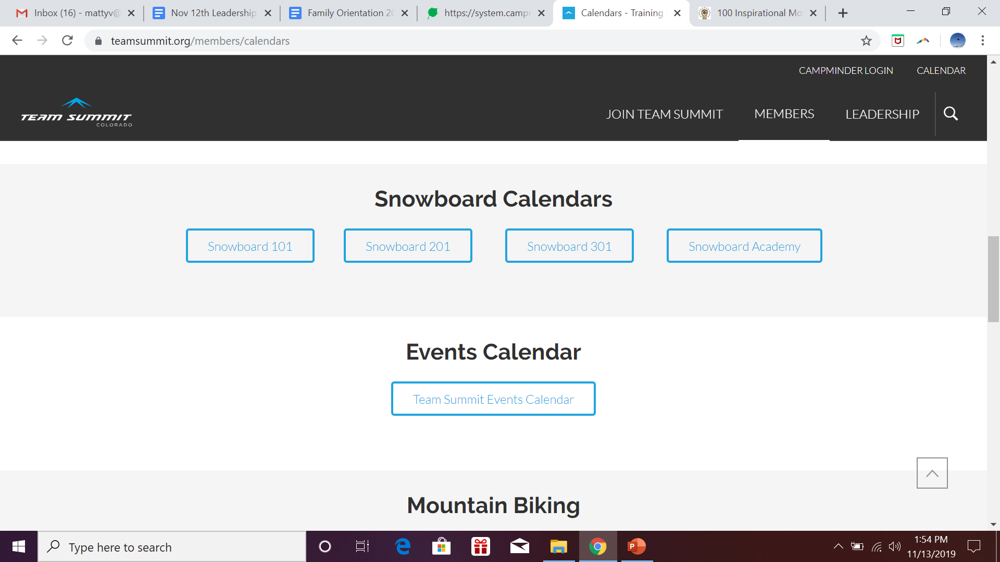 Inbox (16) - mattyv@
Nov 12th Leadership
Family Orientation 20
https://system.campr
Calendars - Training
100 Inspirational Mo
teamsummit.org/members/calendars
CAMPMINDER LOGIN
CALENDAR
TEAM SUMMIT
COLORADO
JOIN TEAM SUMMIT
MEMBERS
LEADERSHIP
Snowboard Calendars
Snowboard 101
Snowboard 201
Snowboard 301
Snowboard Academy
Events Calendar
Team Summit Events Calendar
Mountain Biking
Type here to search
1:54 PM
11/13/2019